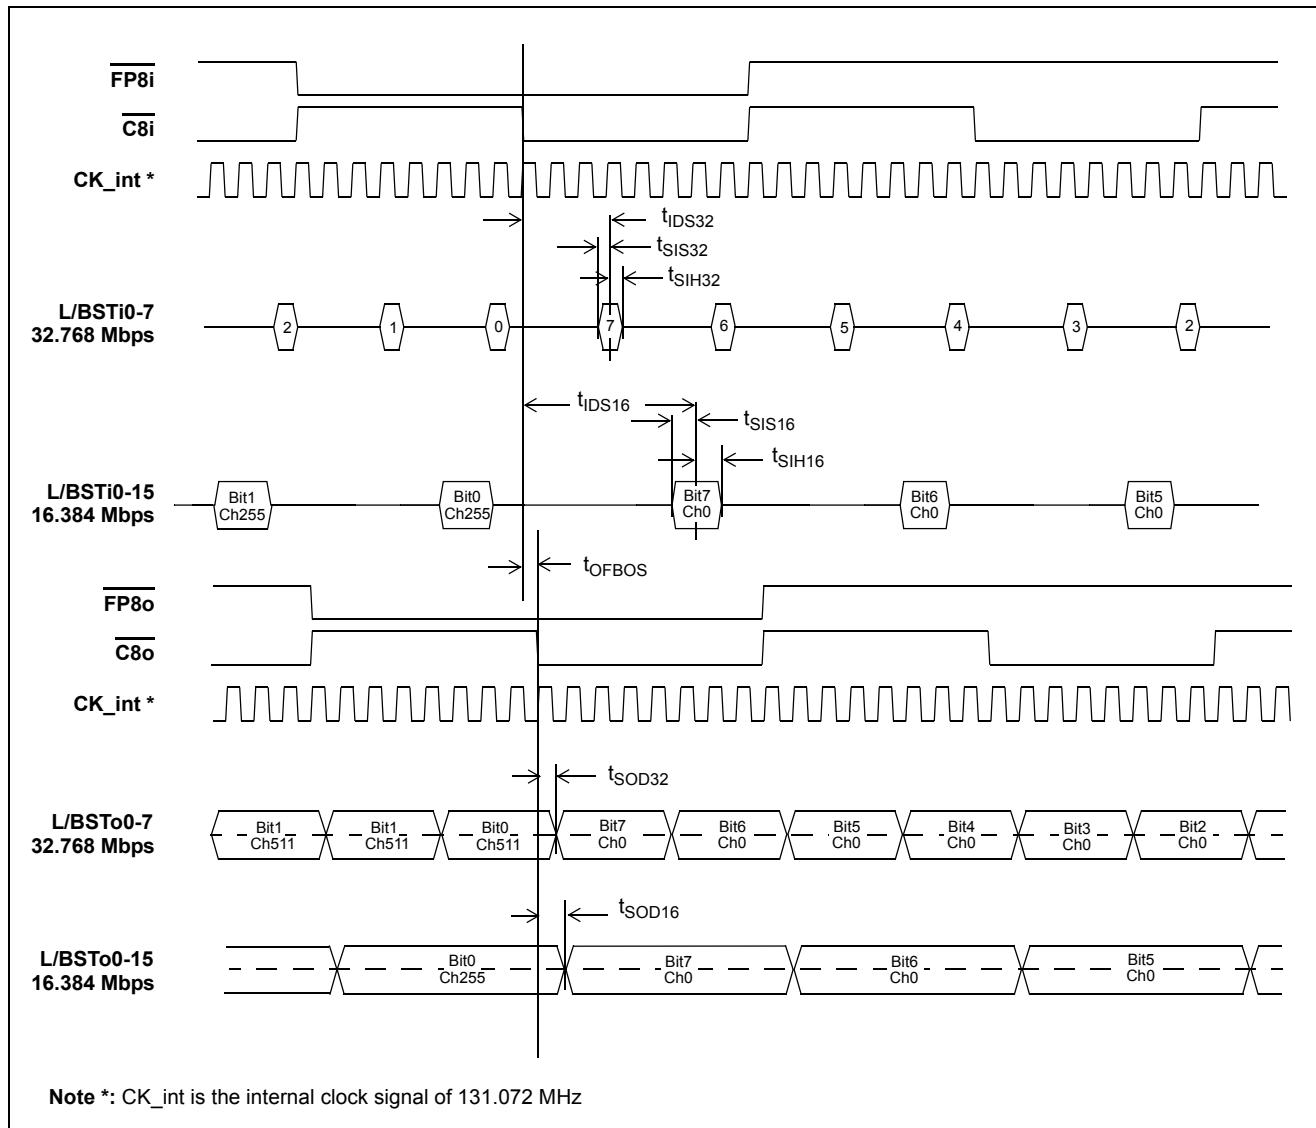 FP8i
C8i
CK_int *
tIDS32
tSIS32
tSIH32
L/BSTi0-7
32.768 Mbps
2 1 0 7 6 5 4 3 2
tIDS16
tSIS16
tSIH16
L/BSTi0-15
16.384 Mbps
Bit1 Bit0 Bit7 Bit6 Bit5
Ch255 Ch255 Ch0 Ch0 Ch0
tOFBOS
FP8o
C8o
CK_int *
tSOD32
L/BSTo0-7
32.768 Mbps
Bit1 Bit1 Bit0 Bit7 Bit6 Bit5 Bit4 Bit3 Bit2
Ch511 Ch511 Ch511 Ch0 Ch0 Ch0 Ch0 Ch0 Ch0
tSOD16
L/BSTo0-15
16.384 Mbps
Bit0 Bit7 Bit6 Bit5
Ch255 Ch0 Ch0 Ch0
Note *: CK_int is the internal clock signal of 131.072 MHz